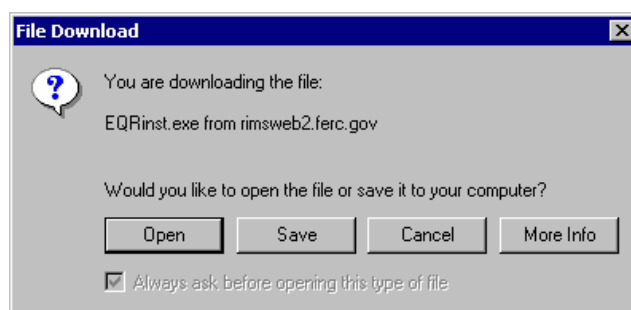 File Download
You are downloading the file:
EQRinst.exe from rimsweb2.ferc.gov
Would you like to open the file or save it to your computer?
Open Save Cancel More Info
Always ask before opening this type of file